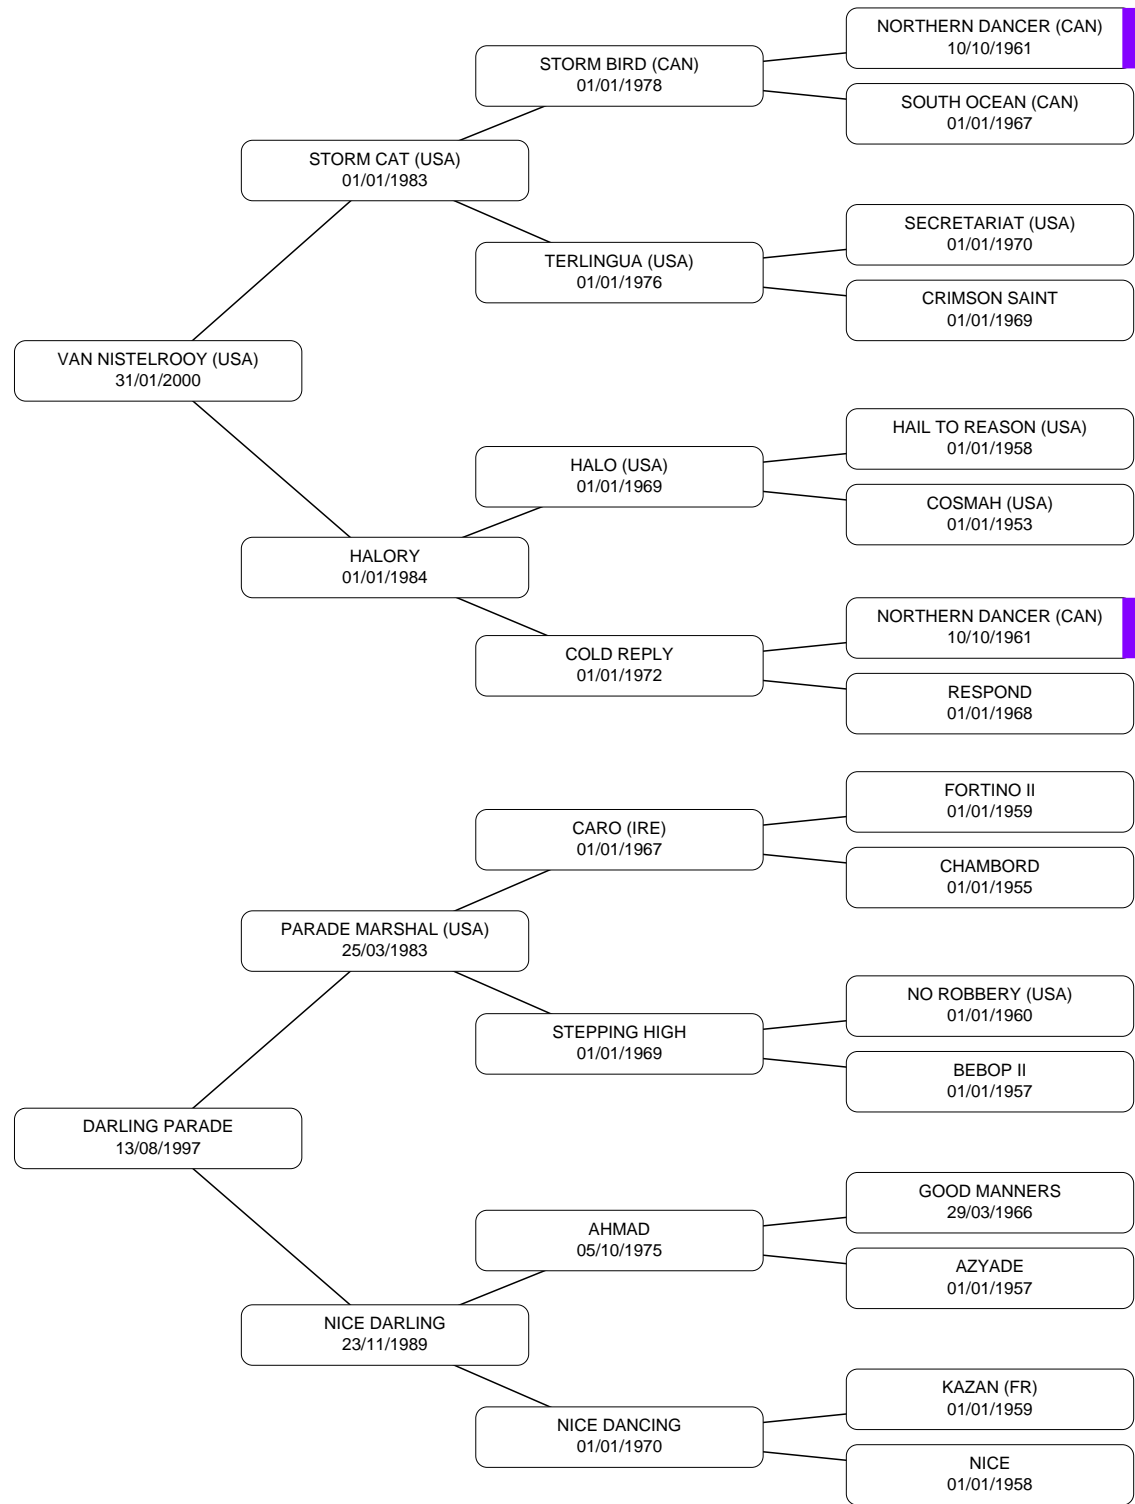 NORTHERN DANCER (CAN)
10/10/1961
STORM BIRD (CAN)
01/01/1978
SOUTH OCEAN (CAN)
01/01/1967
STORM CAT (USA)
01/01/1983
SECRETARIAT (USA)
01/01/1970
TERLINGUA (USA)
01/01/1976
CRIMSON SAINT
01/01/1969
VAN NISTELROOY (USA)
31/01/2000
HAIL TO REASON (USA)
01/01/1958
HALO (USA)
01/01/1969
COSMAH (USA)
01/01/1953
HALORY
01/01/1984
NORTHERN DANCER (CAN)
10/10/1961
COLD REPLY
01/01/1972
RESPOND
01/01/1968
FORTINO II
01/01/1959
CARO (IRE)
01/01/1967
CHAMBORD
01/01/1955
PARADE MARSHAL (USA)
25/03/1983
NO ROBBERY (USA)
01/01/1960
STEPPING HIGH
01/01/1969
BEBOP II
01/01/1957
DARLING PARADE
13/08/1997
GOOD MANNERS
29/03/1966
AHMAD
05/10/1975
AZYADE
01/01/1957
NICE DARLING
23/11/1989
KAZAN (FR)
01/01/1959
NICE DANCING
01/01/1970
NICE
01/01/1958